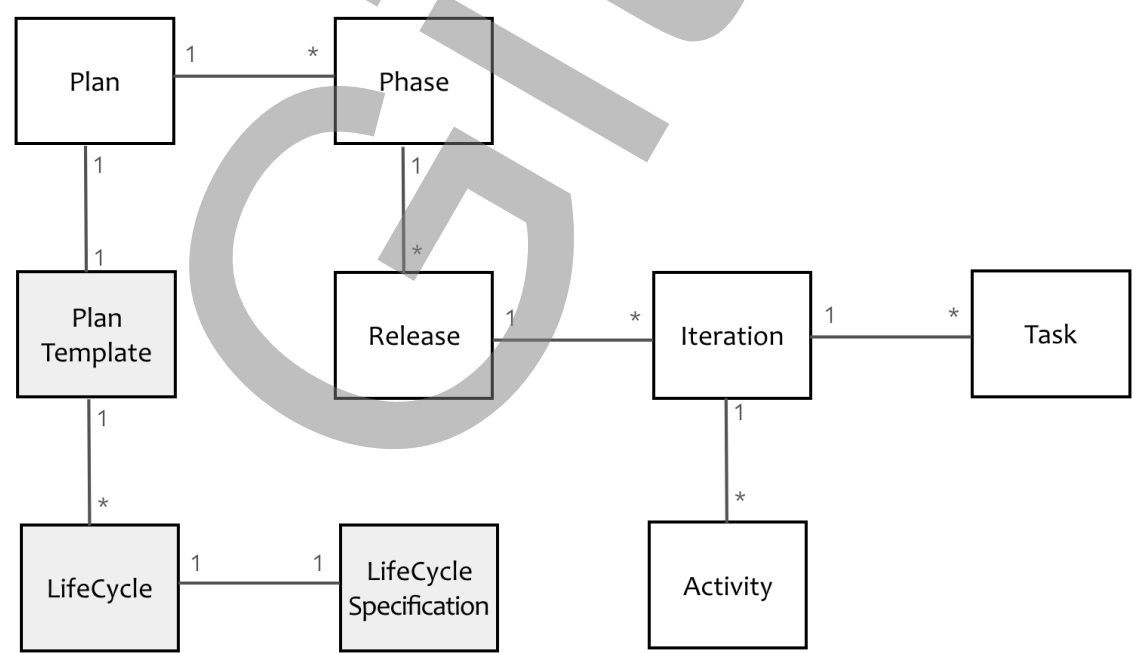 Plan
1
*
Phase
1
1
1
*
Plan
Template
Release
1
*
Iteration
1
*
Task
1
*
1
*
LifeCycle
1
1
LifeCycle
Specification
Activity